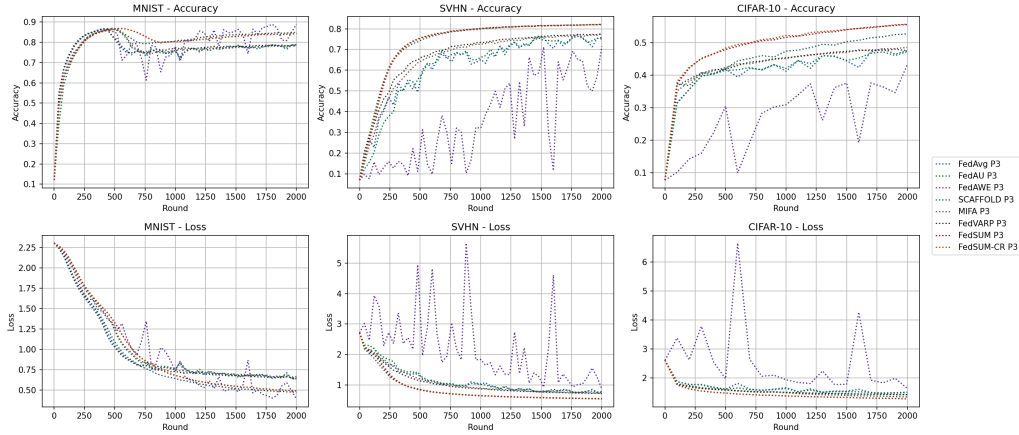 MNIST - Accuracy
0.9
0.8
0.7
0.6
0.5
0.4
0.3
0.2
0.1
Accuracy
0 250 500 750 1000 1250 1500 1750 2000
Round
SVHN - Accuracy
0.8
0.7
0.6
0.5
0.4
0.3
0.2
0.1
Accuracy
0 250 500 750 1000 1250 1500 1750 2000
Round
CIFAR-10 - Accuracy
0.5
0.4
0.3
0.2
0.1
Accuracy
0 250 500 750 1000 1250 1500 1750 2000
Round
MNIST - Loss
2.25
2.00
1.75
1.50
1.25
1.00
0.75
0.50
Loss
0 250 500 750 1000 1250 1500 1750 2000
Round
SVHN - Loss
5
4
3
2
1
Loss
0 250 500 750 1000 1250 1500 1750 2000
Round
CIFAR-10 - Loss
6
5
4
3
2
Loss
0 250 500 750 1000 1250 1500 1750 2000
Round
FedAvg P3
FedAU P3
FedAWE P3
SCAFFOLD P3
MIFA P3
FedVARP P3
FedSUM P3
FedSUM-CR P3